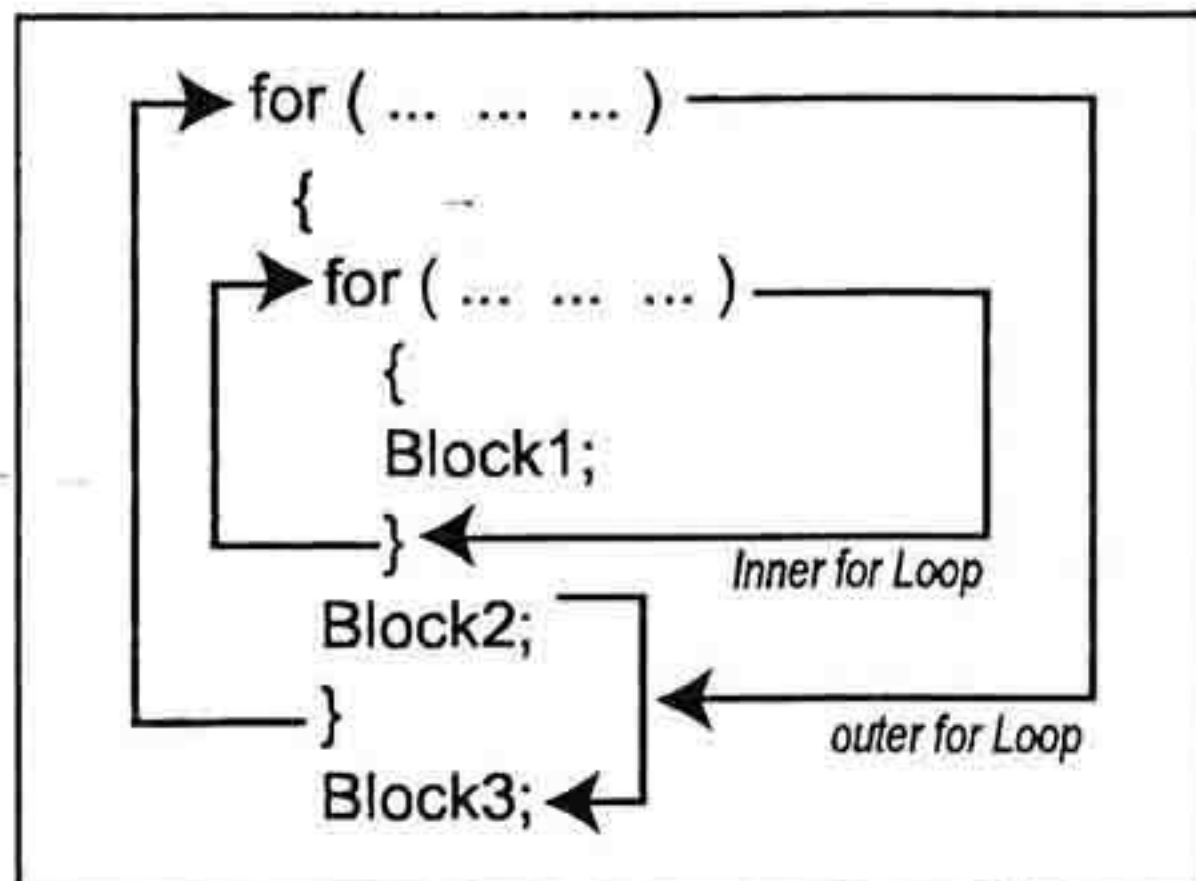 for ( ... ... ... )
{
for ( ... ... ... )
{
Block1;
}
Inner for Loop
Block2;
}
outer for Loop
Block3;